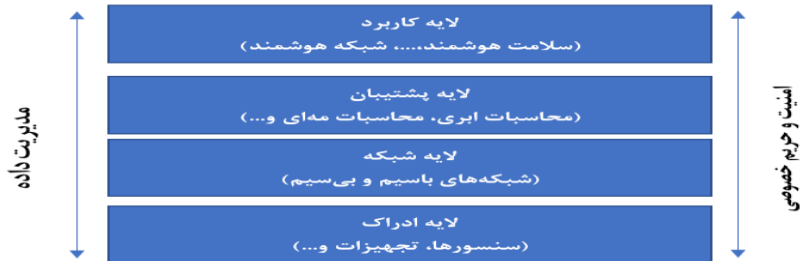 لایه کاربرد
(سلامت هوشمند،...، شبکه هوشمند)
لایه پشتیبان
(محاسبات ابری، محاسبات مه‌ای و...)
لایه شبکه
(شبکه‌های باسیم و بی‌سیم)
لایه ادراک
(سنسورها، تجهیزات و...)
مدیریت داده
امنیت و حریم خصوصی